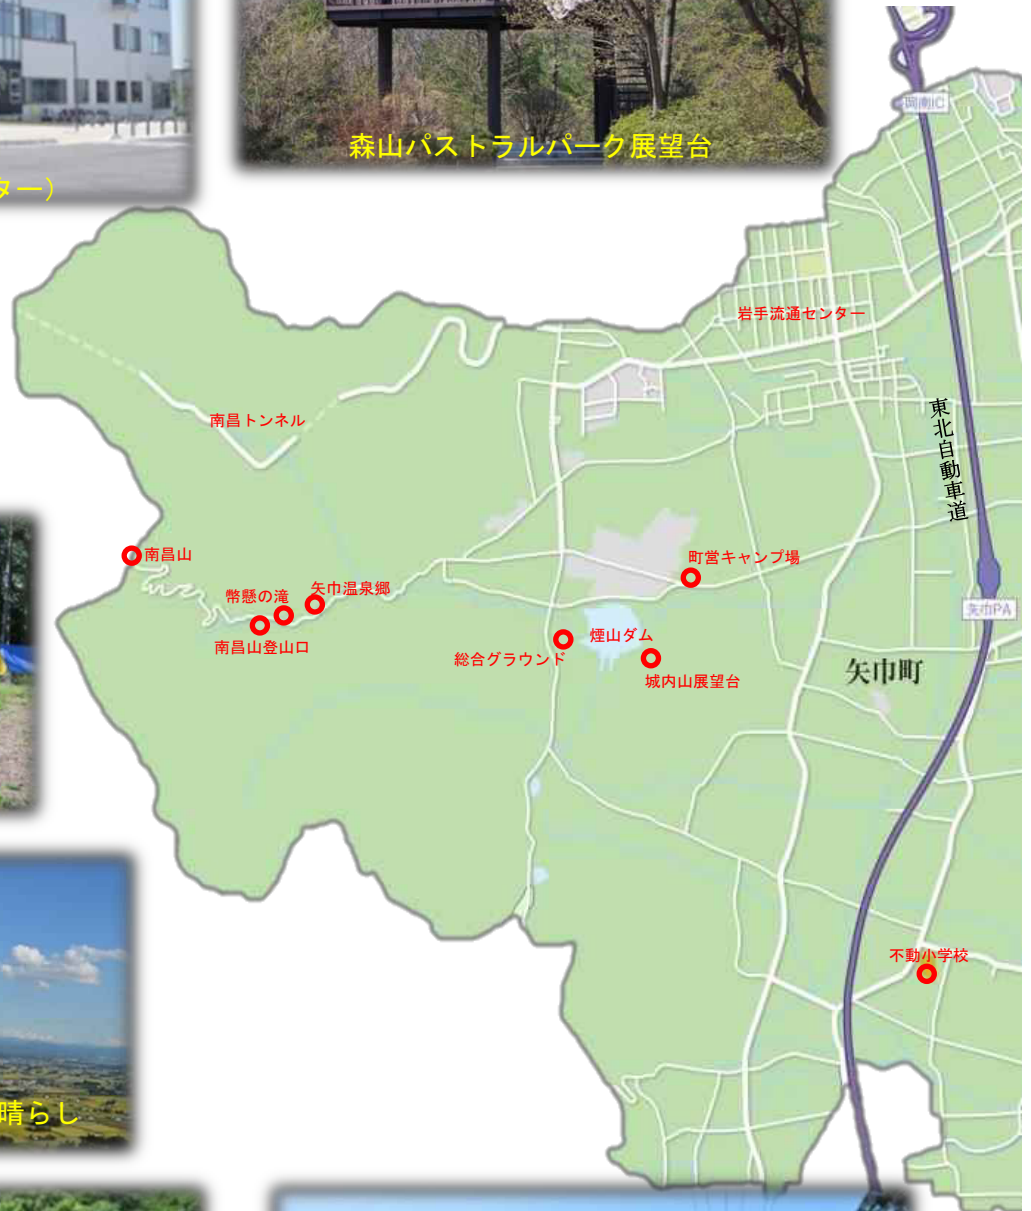 森山パストラルパーク展望台
ター）
岩手流通センター
東北自動車道
南昌トンネル
南昌山
町営キャンプ場
矢巾温泉郷
幣懸の滝
矢巾PA
煙山ダム
南昌山登山口
総合グラウンド
城内山展望台
矢巾町
不動小学校
晴らし